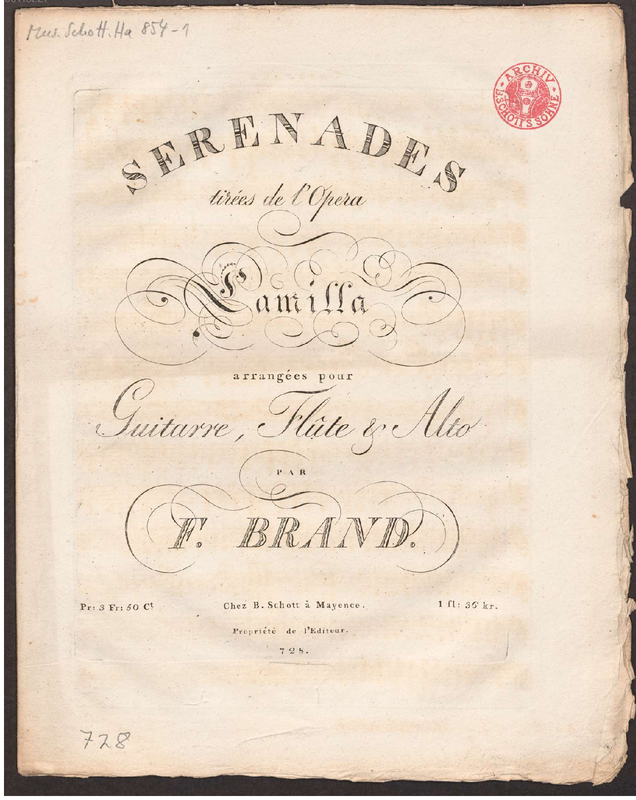 Mus. Schott. Ha 854-1
ARCHIV
B. SCHOTT'S SÖHNE
SERENADES
tirées de l'Opera
Camilla
arrangées pour
Guitarre, Flûte & Alto
PAR
F. BRAND.
Pr: 3 Fr: 50 Ct. Chez B. Schott à Mayence. 1 fl: 36 kr.
Propriété de l'Editeur.
728.
728